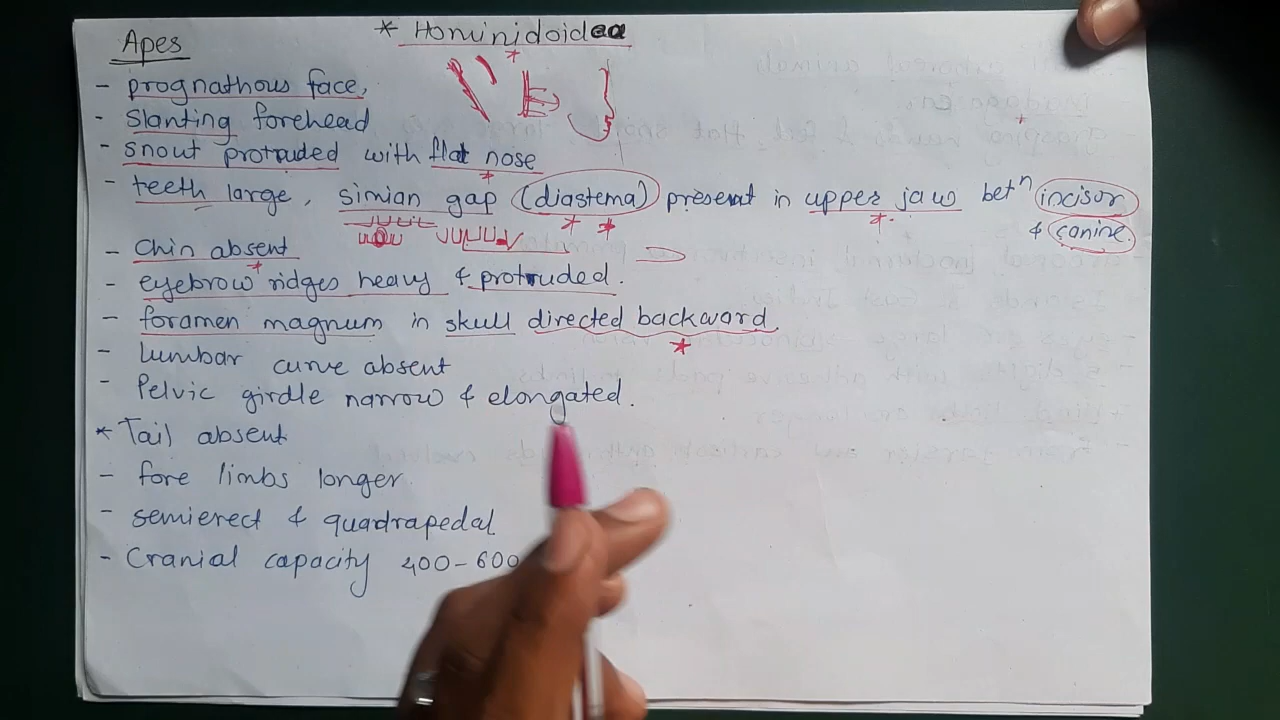 Apes
* Hominidoidea
- prognathous face,
- Slanting forehead
- snout protruded with flat nose
- teeth large, simian gap (diastema) present in upper jaw betⁿ incisor
& canine.
- Chin absent
- eyebrow ridges heavy & protruded.
- foramen magnum in skull directed backward.
- Lumbar curve absent
- Pelvic girdle narrow & elongated.
* Tail absent
- fore limbs longer
- semierect & quadrapedal
- Cranial capacity 400-600